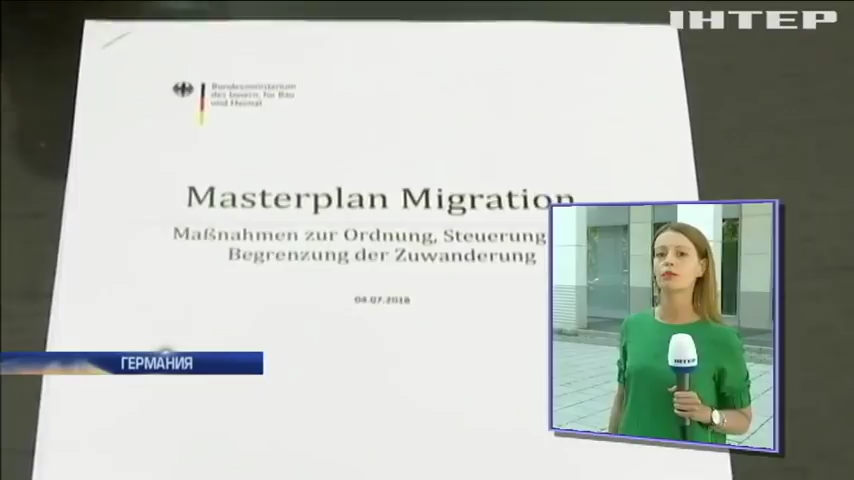 ІНТЕР
Bundesministerium
des Innern, für Bau
und Heimat
Masterplan Migration
Maßnahmen zur Ordnung, Steuerung
Begrenzung der Zuwanderung
04.07.2018
ГЕРМАНИЯ
ІНТЕР